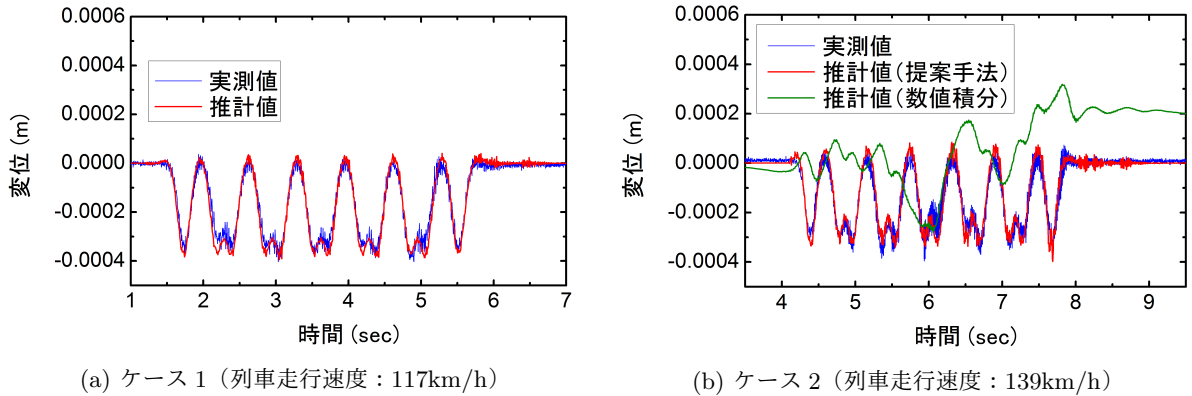 0.0006
0.0004
0.0002
0.0000
-0.0002
-0.0004
変位 (m)
実測値
推計値
1 2 3 4 5 6 7
時間 (sec)
(a) ケース 1（列車走行速度：117km/h）
0.0006
0.0004
0.0002
0.0000
-0.0002
-0.0004
変位 (m)
実測値
推計値(提案手法)
推計値(数値積分)
4 5 6 7 8 9
時間 (sec)
(b) ケース 2（列車走行速度：139km/h）